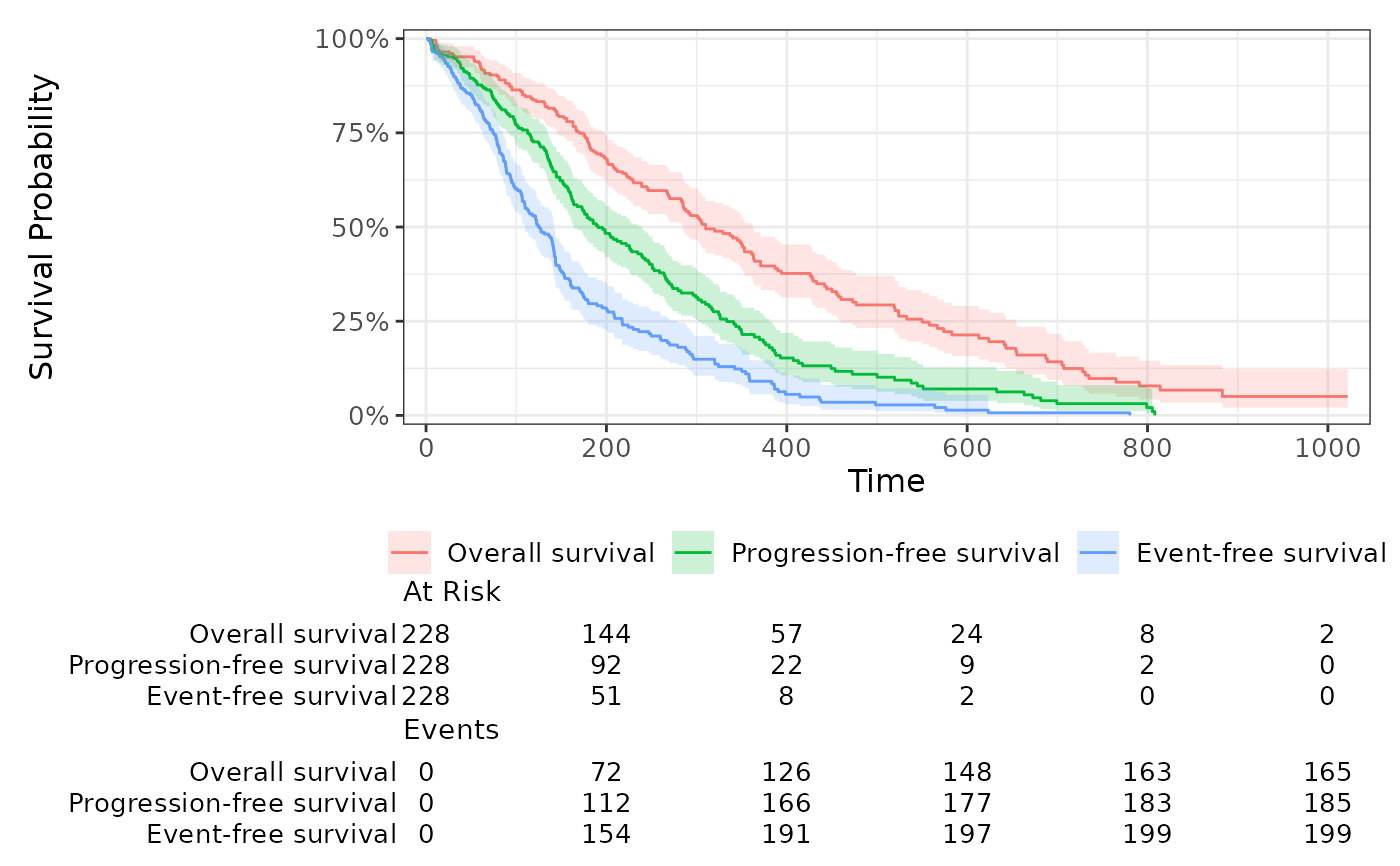 Survival Probability
100%
75%
50%
25%
0%
0 200 400 600 800 1000
Time
Overall survival Progression-free survival Event-free survival
At Risk
Overall survival 228 144 57 24 8 2
Progression-free survival 228 92 22 9 2 0
Event-free survival 228 51 8 2 0 0
Events
Overall survival 0 72 126 148 163 165
Progression-free survival 0 112 166 177 183 185
Event-free survival 0 154 191 197 199 199